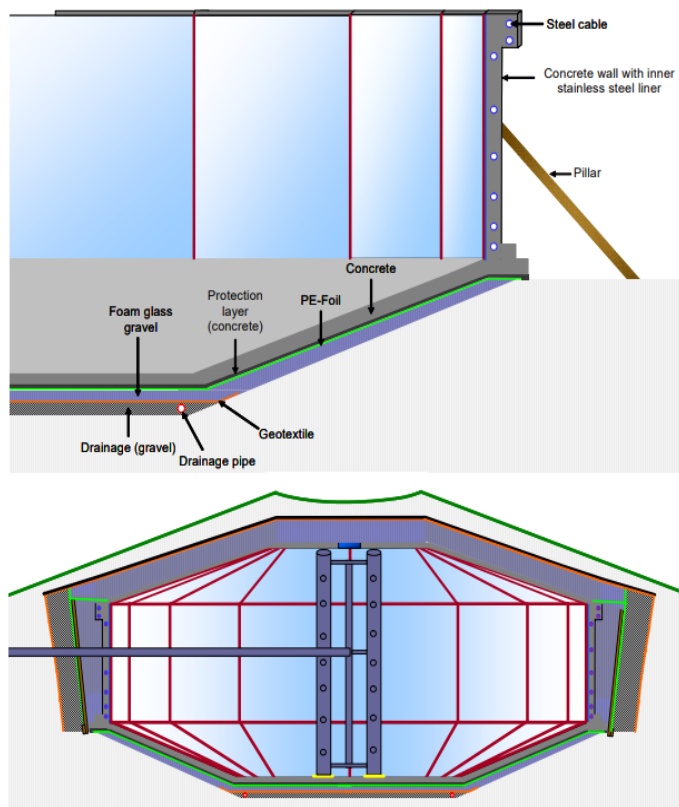 Steel cable
Concrete wall with inner
stainless steel liner
Pillar
Concrete
Protection
layer
(concrete)
PE-Foil
Foam glass
gravel
Geotextile
Drainage (gravel)
Drainage pipe